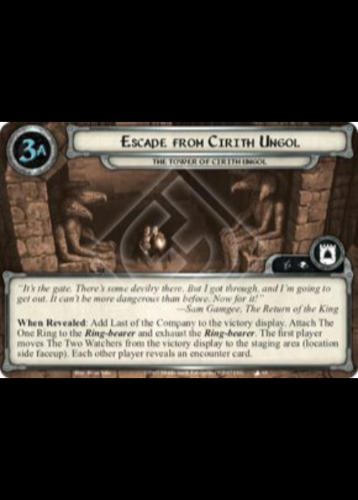 3A
ESCAPE FROM CIRITH UNGOL
THE TOWER OF CIRITH UNGOL
"It's the gate. There's some devilry there. But I got through, and I'm going to
get out. It can't be more dangerous than before. Now for it!"
—Sam Gamgee, The Return of the King
When Revealed: Add Last of the Company to the victory display. Attach The
One Ring to the Ring-bearer and exhaust the Ring-bearer. The first player
moves The Two Watchers from the victory display to the staging area (location
side faceup). Each other player reveals an encounter card.